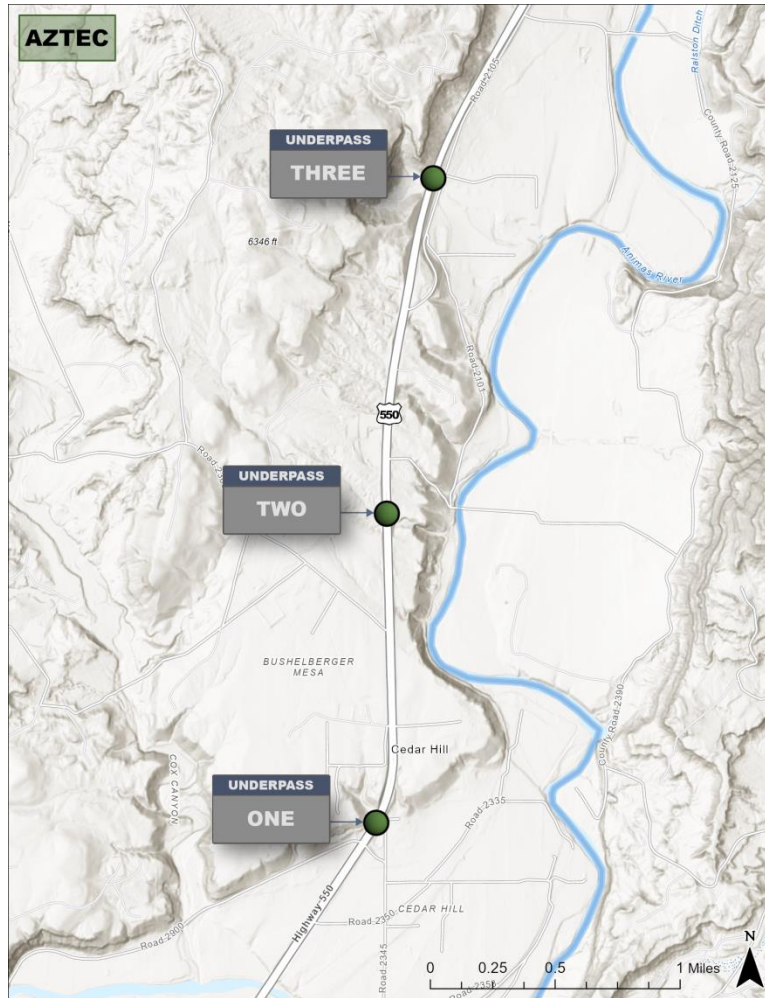 AZTEC
Ralston Ditch
Road 2105
UNDERPASS
THREE
County Road 2125
6346 ft
Animas River
Road 2101
550
UNDERPASS
TWO
BUSHELBERGER
MESA
County Road 2390
Cedar Hill
COX CANYON
UNDERPASS
ONE
Road 2335
Highway 550
CEDAR HILL
Road 2350
Road 2900
Road 2345
N
0 0.25 0.5 1 Miles